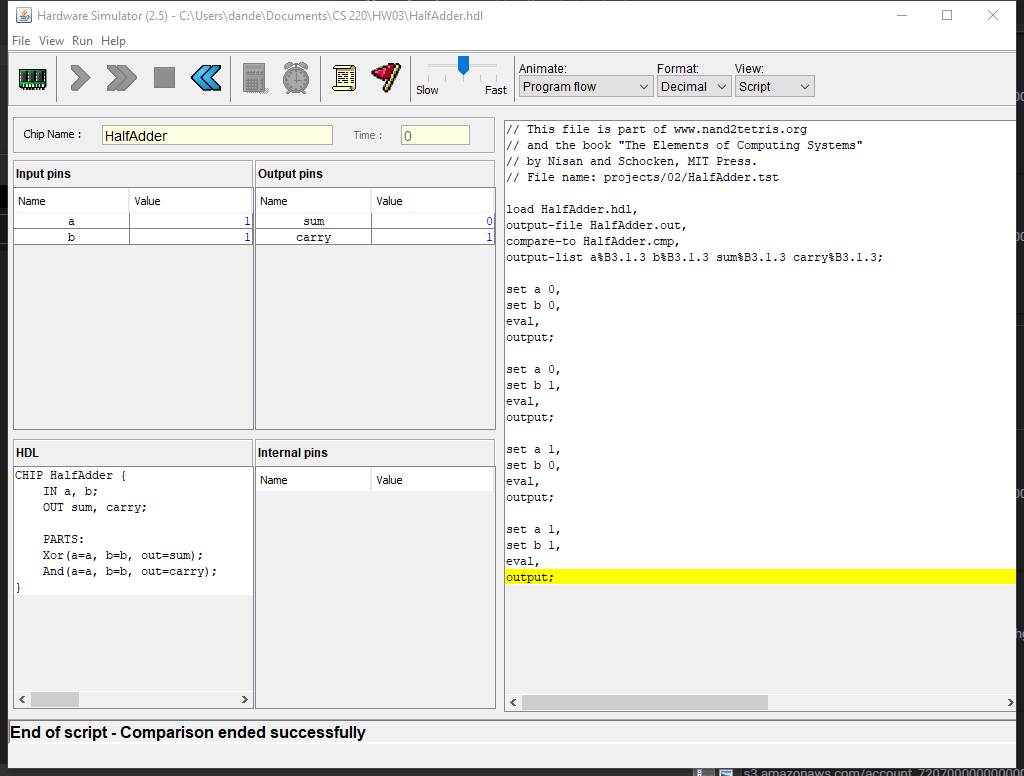 Hardware Simulator (2.5) - C:\Users\dande\Documents\CS 220\HW03\HalfAdder.hdl
File View Run Help
Slow Fast
Animate: Format: View:
Program flow Decimal Script
Chip Name : HalfAdder Time : 0
Input pins
Name Value
a 1
b 1
Output pins
Name Value
sum 0
carry 1
HDL
CHIP HalfAdder {
IN a, b;
OUT sum, carry;
PARTS:
Xor(a=a, b=b, out=sum);
And(a=a, b=b, out=carry);
}
Internal pins
Name Value
// This file is part of www.nand2tetris.org
// and the book "The Elements of Computing Systems"
// by Nisan and Schocken, MIT Press.
// File name: projects/02/HalfAdder.tst
load HalfAdder.hdl,
output-file HalfAdder.out,
compare-to HalfAdder.cmp,
output-list a%B3.1.3 b%B3.1.3 sum%B3.1.3 carry%B3.1.3;
set a 0,
set b 0,
eval,
output;
set a 0,
set b 1,
eval,
output;
set a 1,
set b 0,
eval,
output;
set a 1,
set b 1,
eval,
output;
End of script - Comparison ended successfully